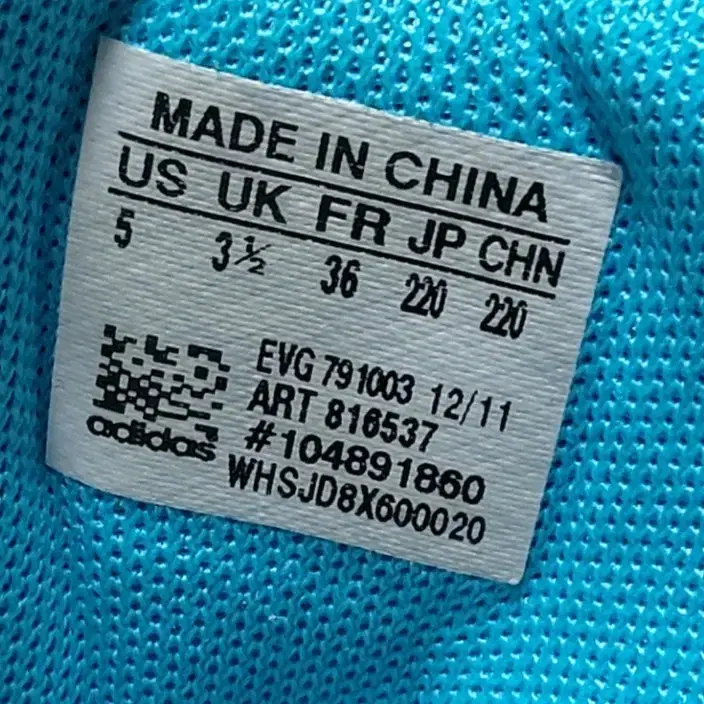 MADE IN CHINA
US UK FR JP CHN
5 3½ 36 220 220
EVG 791003 12/11
ART 816537
#104891860
WHSJD8X600020
adidas